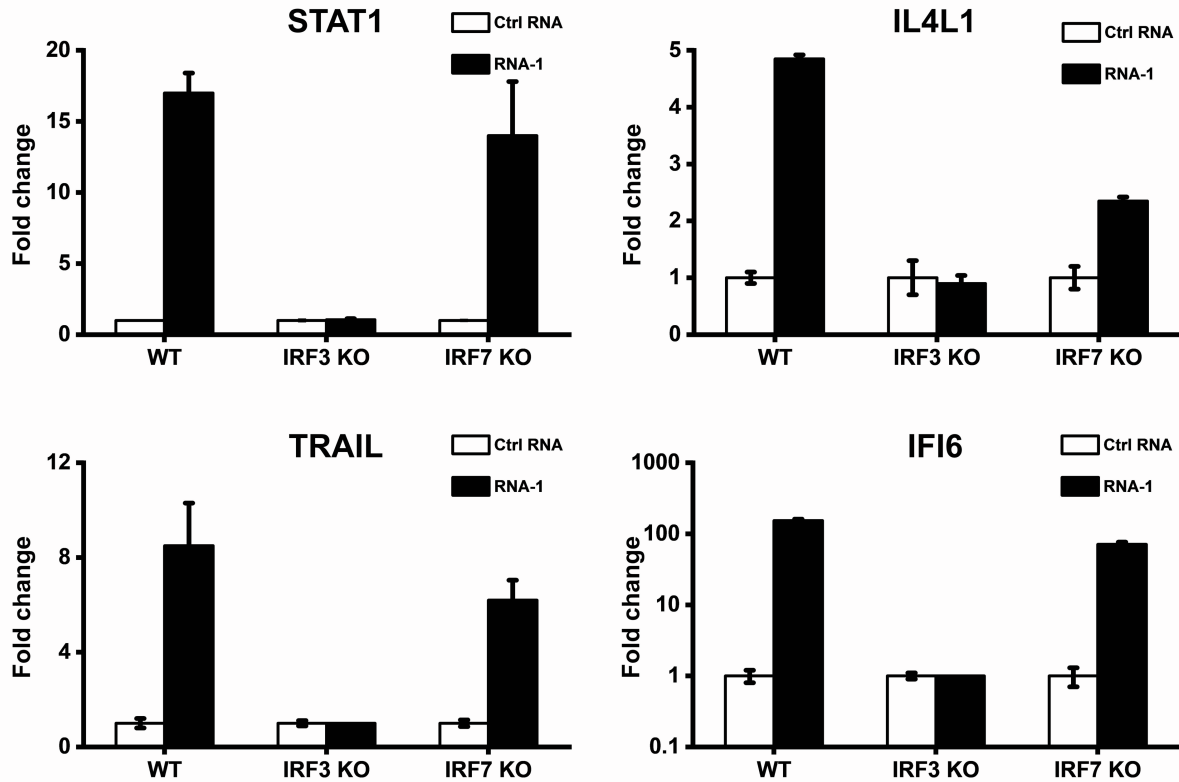 STAT1
Ctrl RNA
RNA-1
Fold change
20
15
10
5
0
WT
IRF3 KO
IRF7 KO
IL4L1
Ctrl RNA
RNA-1
Fold change
5
4
3
2
1
0
WT
IRF3 KO
IRF7 KO
TRAIL
Ctrl RNA
RNA-1
Fold change
12
8
4
0
WT
IRF3 KO
IRF7 KO
IFI6
Ctrl RNA
RNA-1
Fold change
1000
100
10
1
0.1
WT
IRF3 KO
IRF7 KO